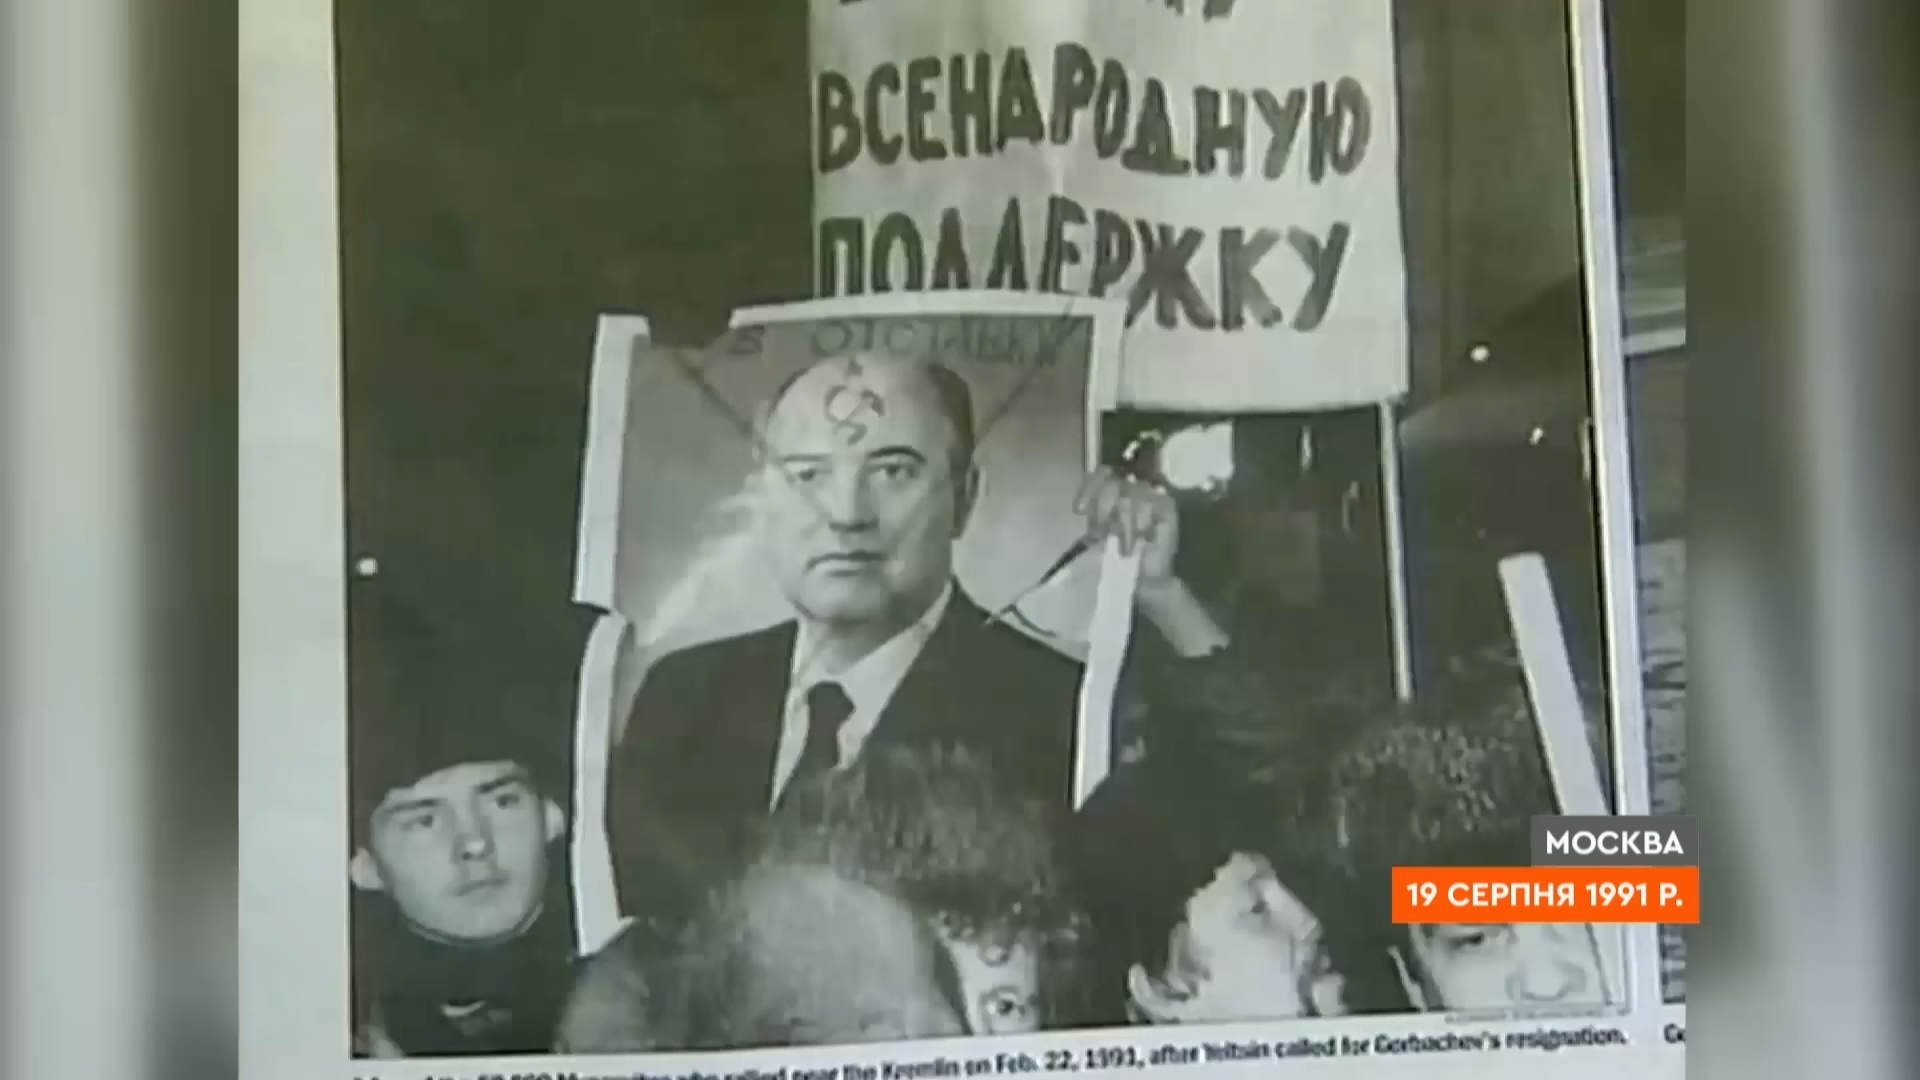 ВСЕНАРОДНУЮ
ПОДДЕРЖКУ
В ОТСТАВКУ
МОСКВА
19 СЕРПНЯ 1991 Р.
near the Kremlin on Feb. 22, 1991, after Yeltsin called for Gorbachev's resignation.